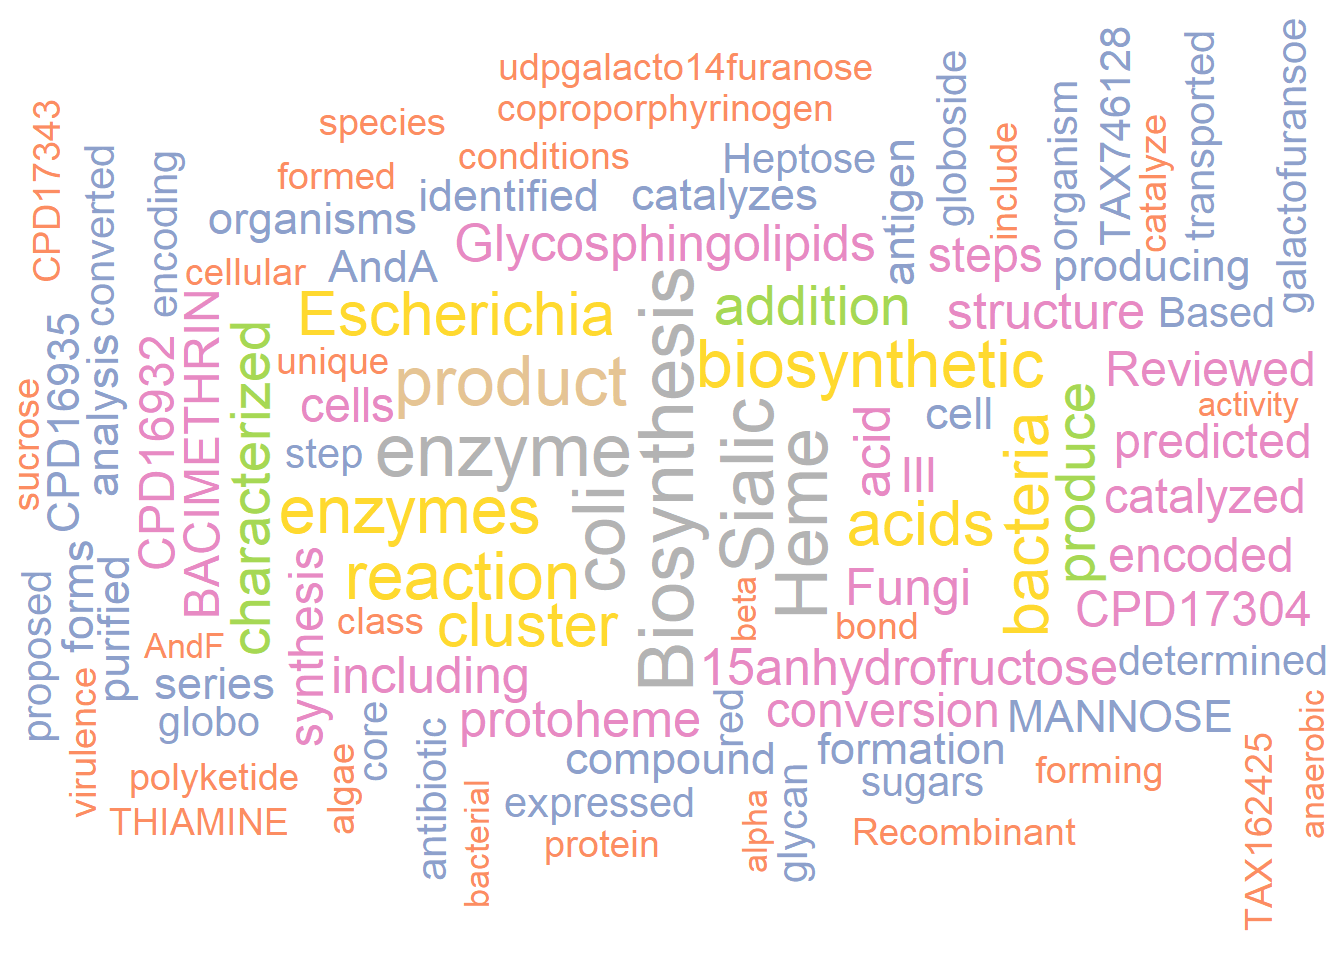 udpgalacto14furanose
coproporphyrinogen
species
conditions
Heptose
formed
identified
catalyzes
organisms
Glycosphingolipids
antigen
globoside
include
organism
TAX746128
catalyze
transported
galactofuransoe
CPD17343
converted
encoding
cellular
AndA
steps
producing
Escherichia
addition
structure
Based
unique
product
Biosynthesis
biosynthetic
Reviewed
activity
sucrose
CPD16935
analysis
CPD16932
BACIMETHRIN
characterized
cells
step
enzyme
coli
Sialic
Heme
acid
III
cell
bacteria
produce
predicted
catalyzed
enzymes
acids
encoded
reaction
Fungi
CPD17304
proposed
forms
purified
AndF
synthesis
class
cluster
beta
bond
series
including
15anhydrofructose
determined
virulence
globo
core
protoheme
red
conversion
MANNOSE
anaerobic
polyketide
algae
antibiotic
compound
formation
sugars
forming
TAX162425
THIAMINE
bacterial
expressed
alpha
glycan
protein
Recombinant